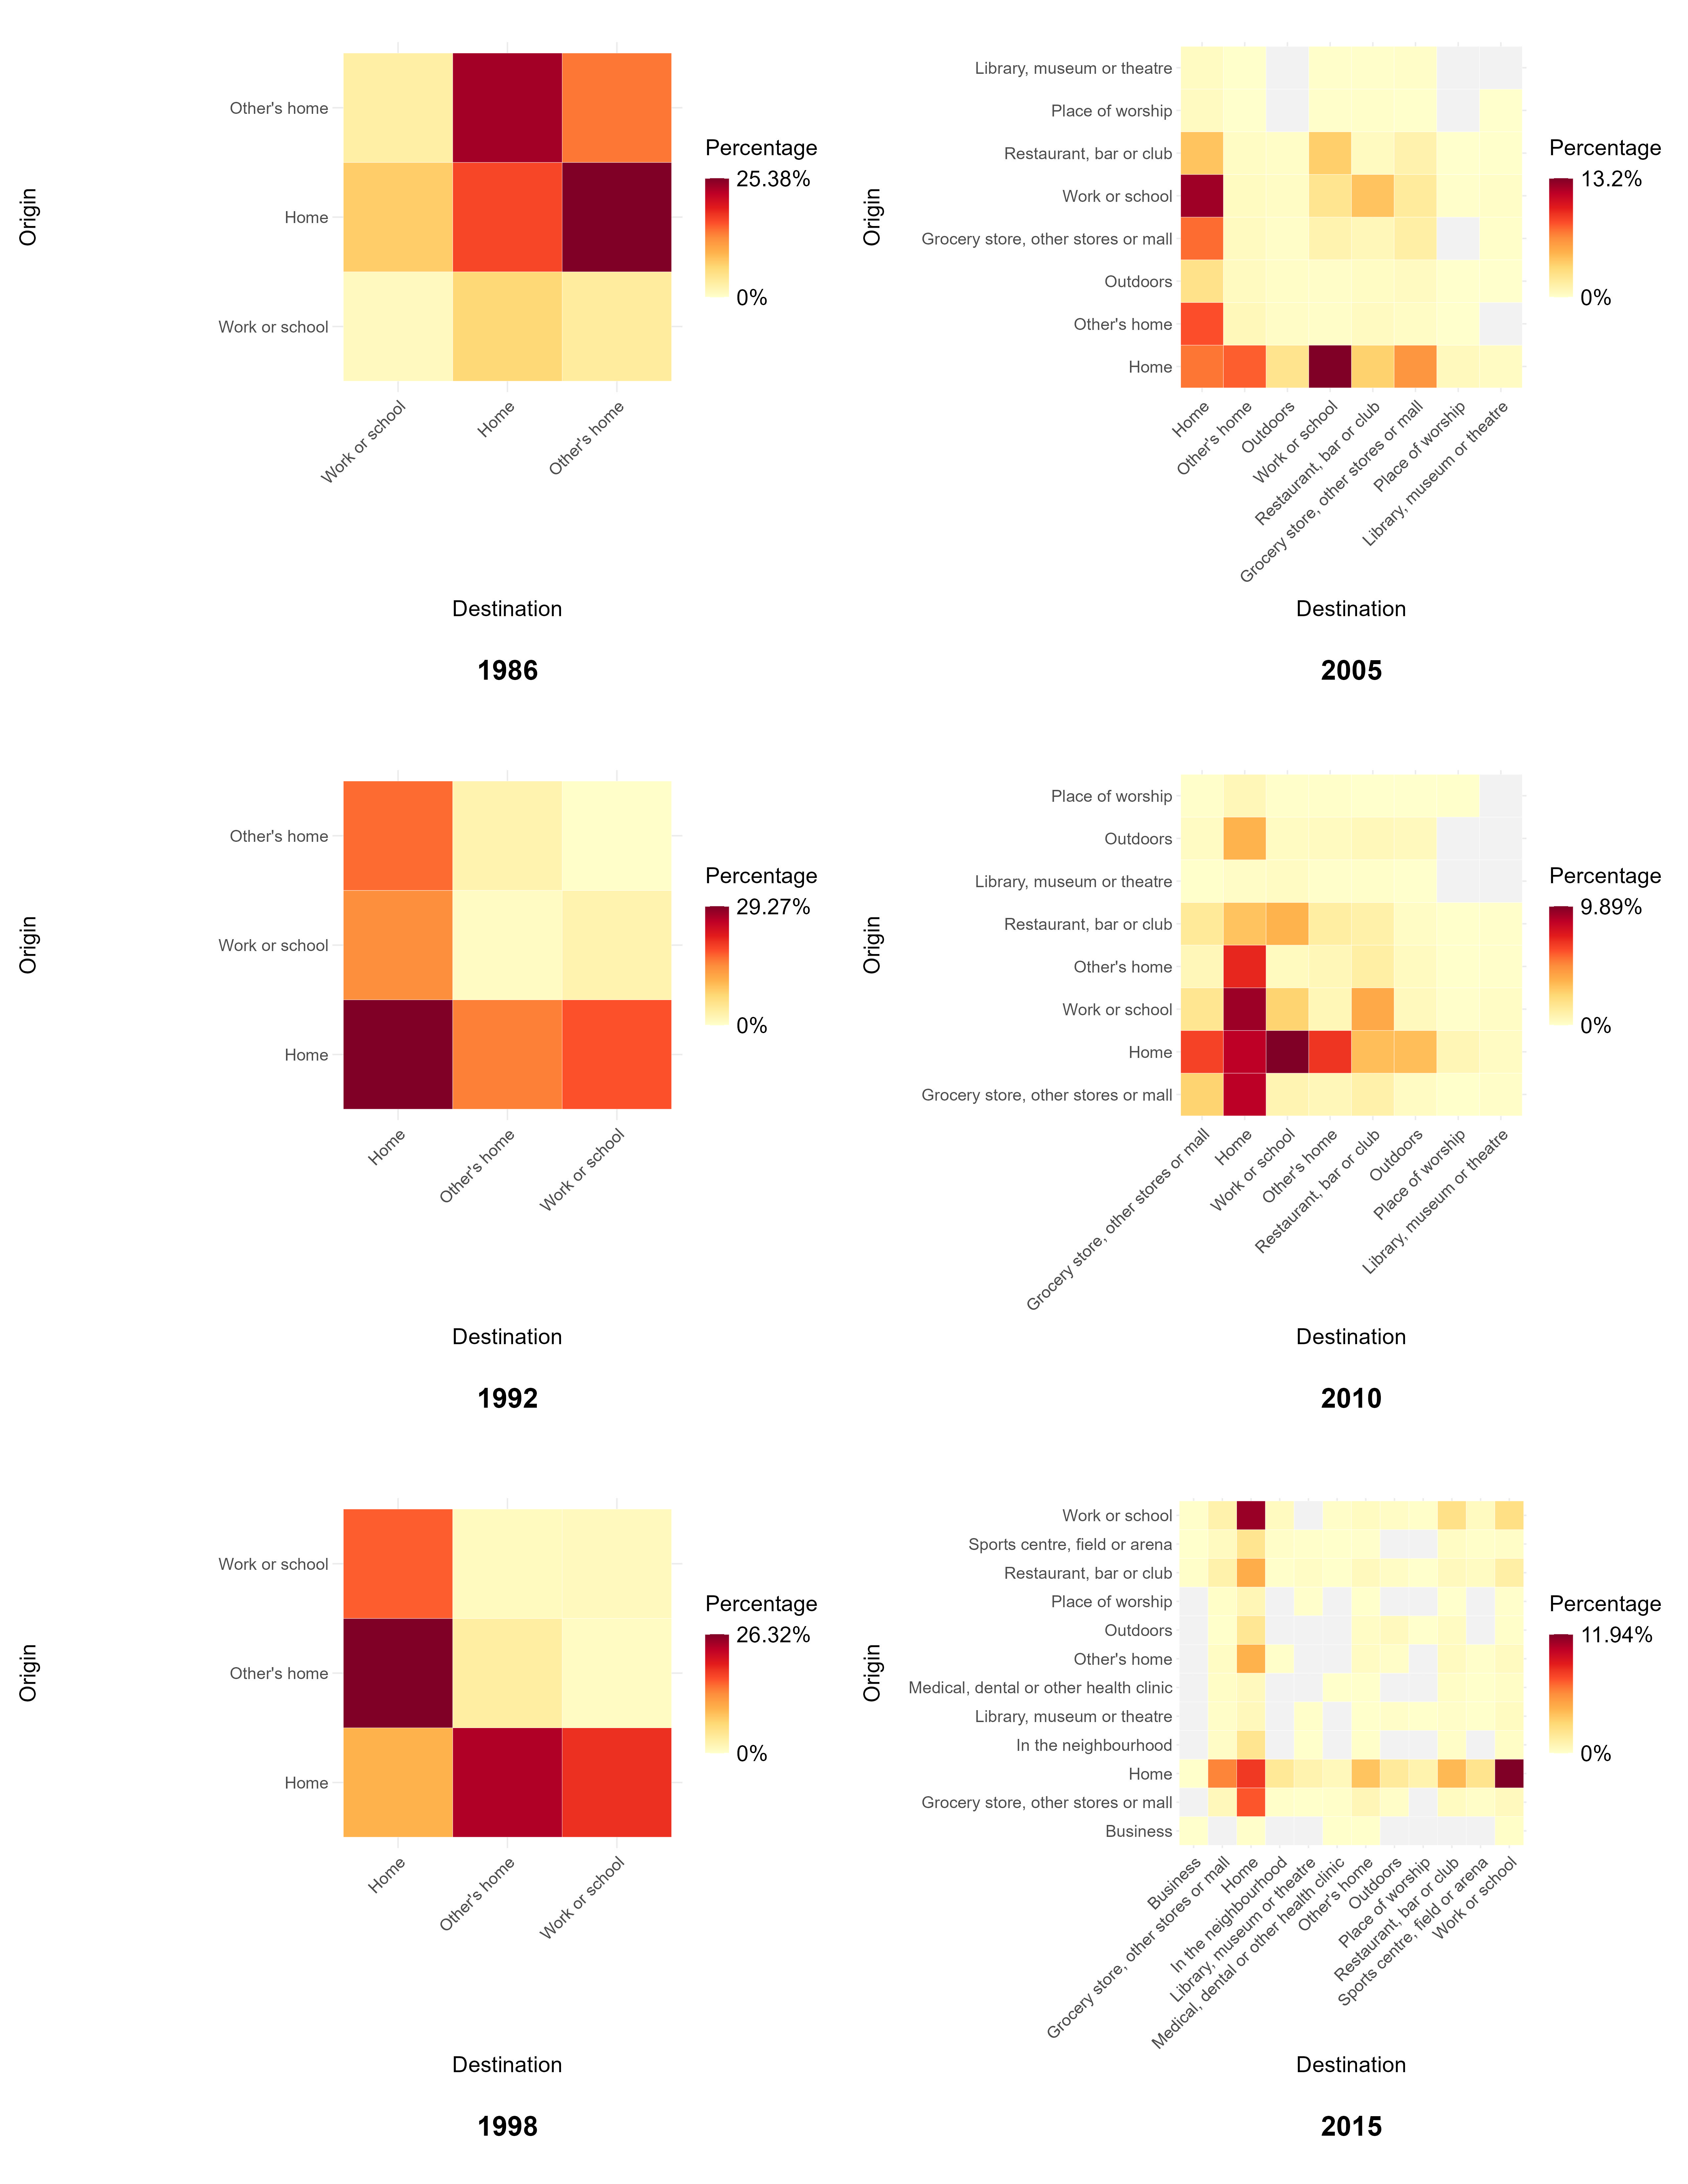 Origin
Other's home
Home
Work or school
Work or school
Home
Other's home
Destination
Percentage
25.38%
0%
1986
Origin
Library, museum or theatre
Place of worship
Restaurant, bar or club
Work or school
Grocery store, other stores or mall
Outdoors
Other's home
Home
Home
Other's home
Outdoors
Work or school
Restaurant, bar or club
Grocery store, other stores or mall
Place of worship
Library, museum or theatre
Destination
Percentage
13.2%
0%
2005
Origin
Other's home
Work or school
Home
Home
Other's home
Work or school
Destination
Percentage
29.27%
0%
1992
Origin
Place of worship
Outdoors
Library, museum or theatre
Restaurant, bar or club
Other's home
Work or school
Home
Grocery store, other stores or mall
Grocery store, other stores or mall
Home
Work or school
Other's home
Restaurant, bar or club
Outdoors
Place of worship
Library, museum or theatre
Destination
Percentage
9.89%
0%
2010
Origin
Work or school
Other's home
Home
Home
Other's home
Work or school
Destination
Percentage
26.32%
0%
1998
Origin
Work or school
Sports centre, field or arena
Restaurant, bar or club
Place of worship
Outdoors
Other's home
Medical, dental or other health clinic
Library, museum or theatre
In the neighbourhood
Home
Grocery store, other stores or mall
Business
Business
Grocery store, other stores or mall
Home
In the neighbourhood
Library, museum or theatre
Medical, dental or other health clinic
Other's home
Outdoors
Place of worship
Restaurant, bar or club
Sports centre, field or arena
Work or school
Destination
Percentage
11.94%
0%
2015